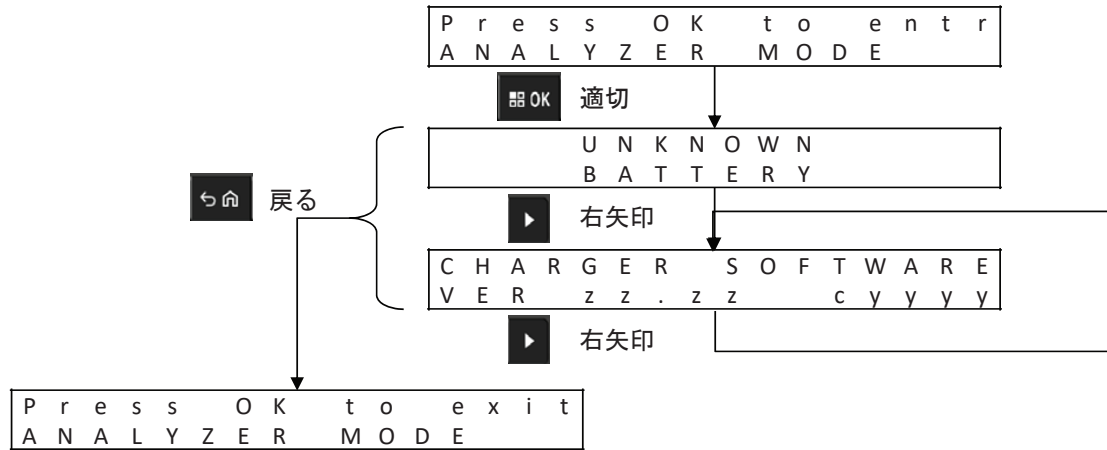 Press OK to entr
ANALYZER MODE
OK 適切
UNKNOWN
BATTERY
戻る
右矢印
CHARGER SOFTWARE
VER zz.zz cyyyy
右矢印
Press OK to exit
ANALYZER MODE